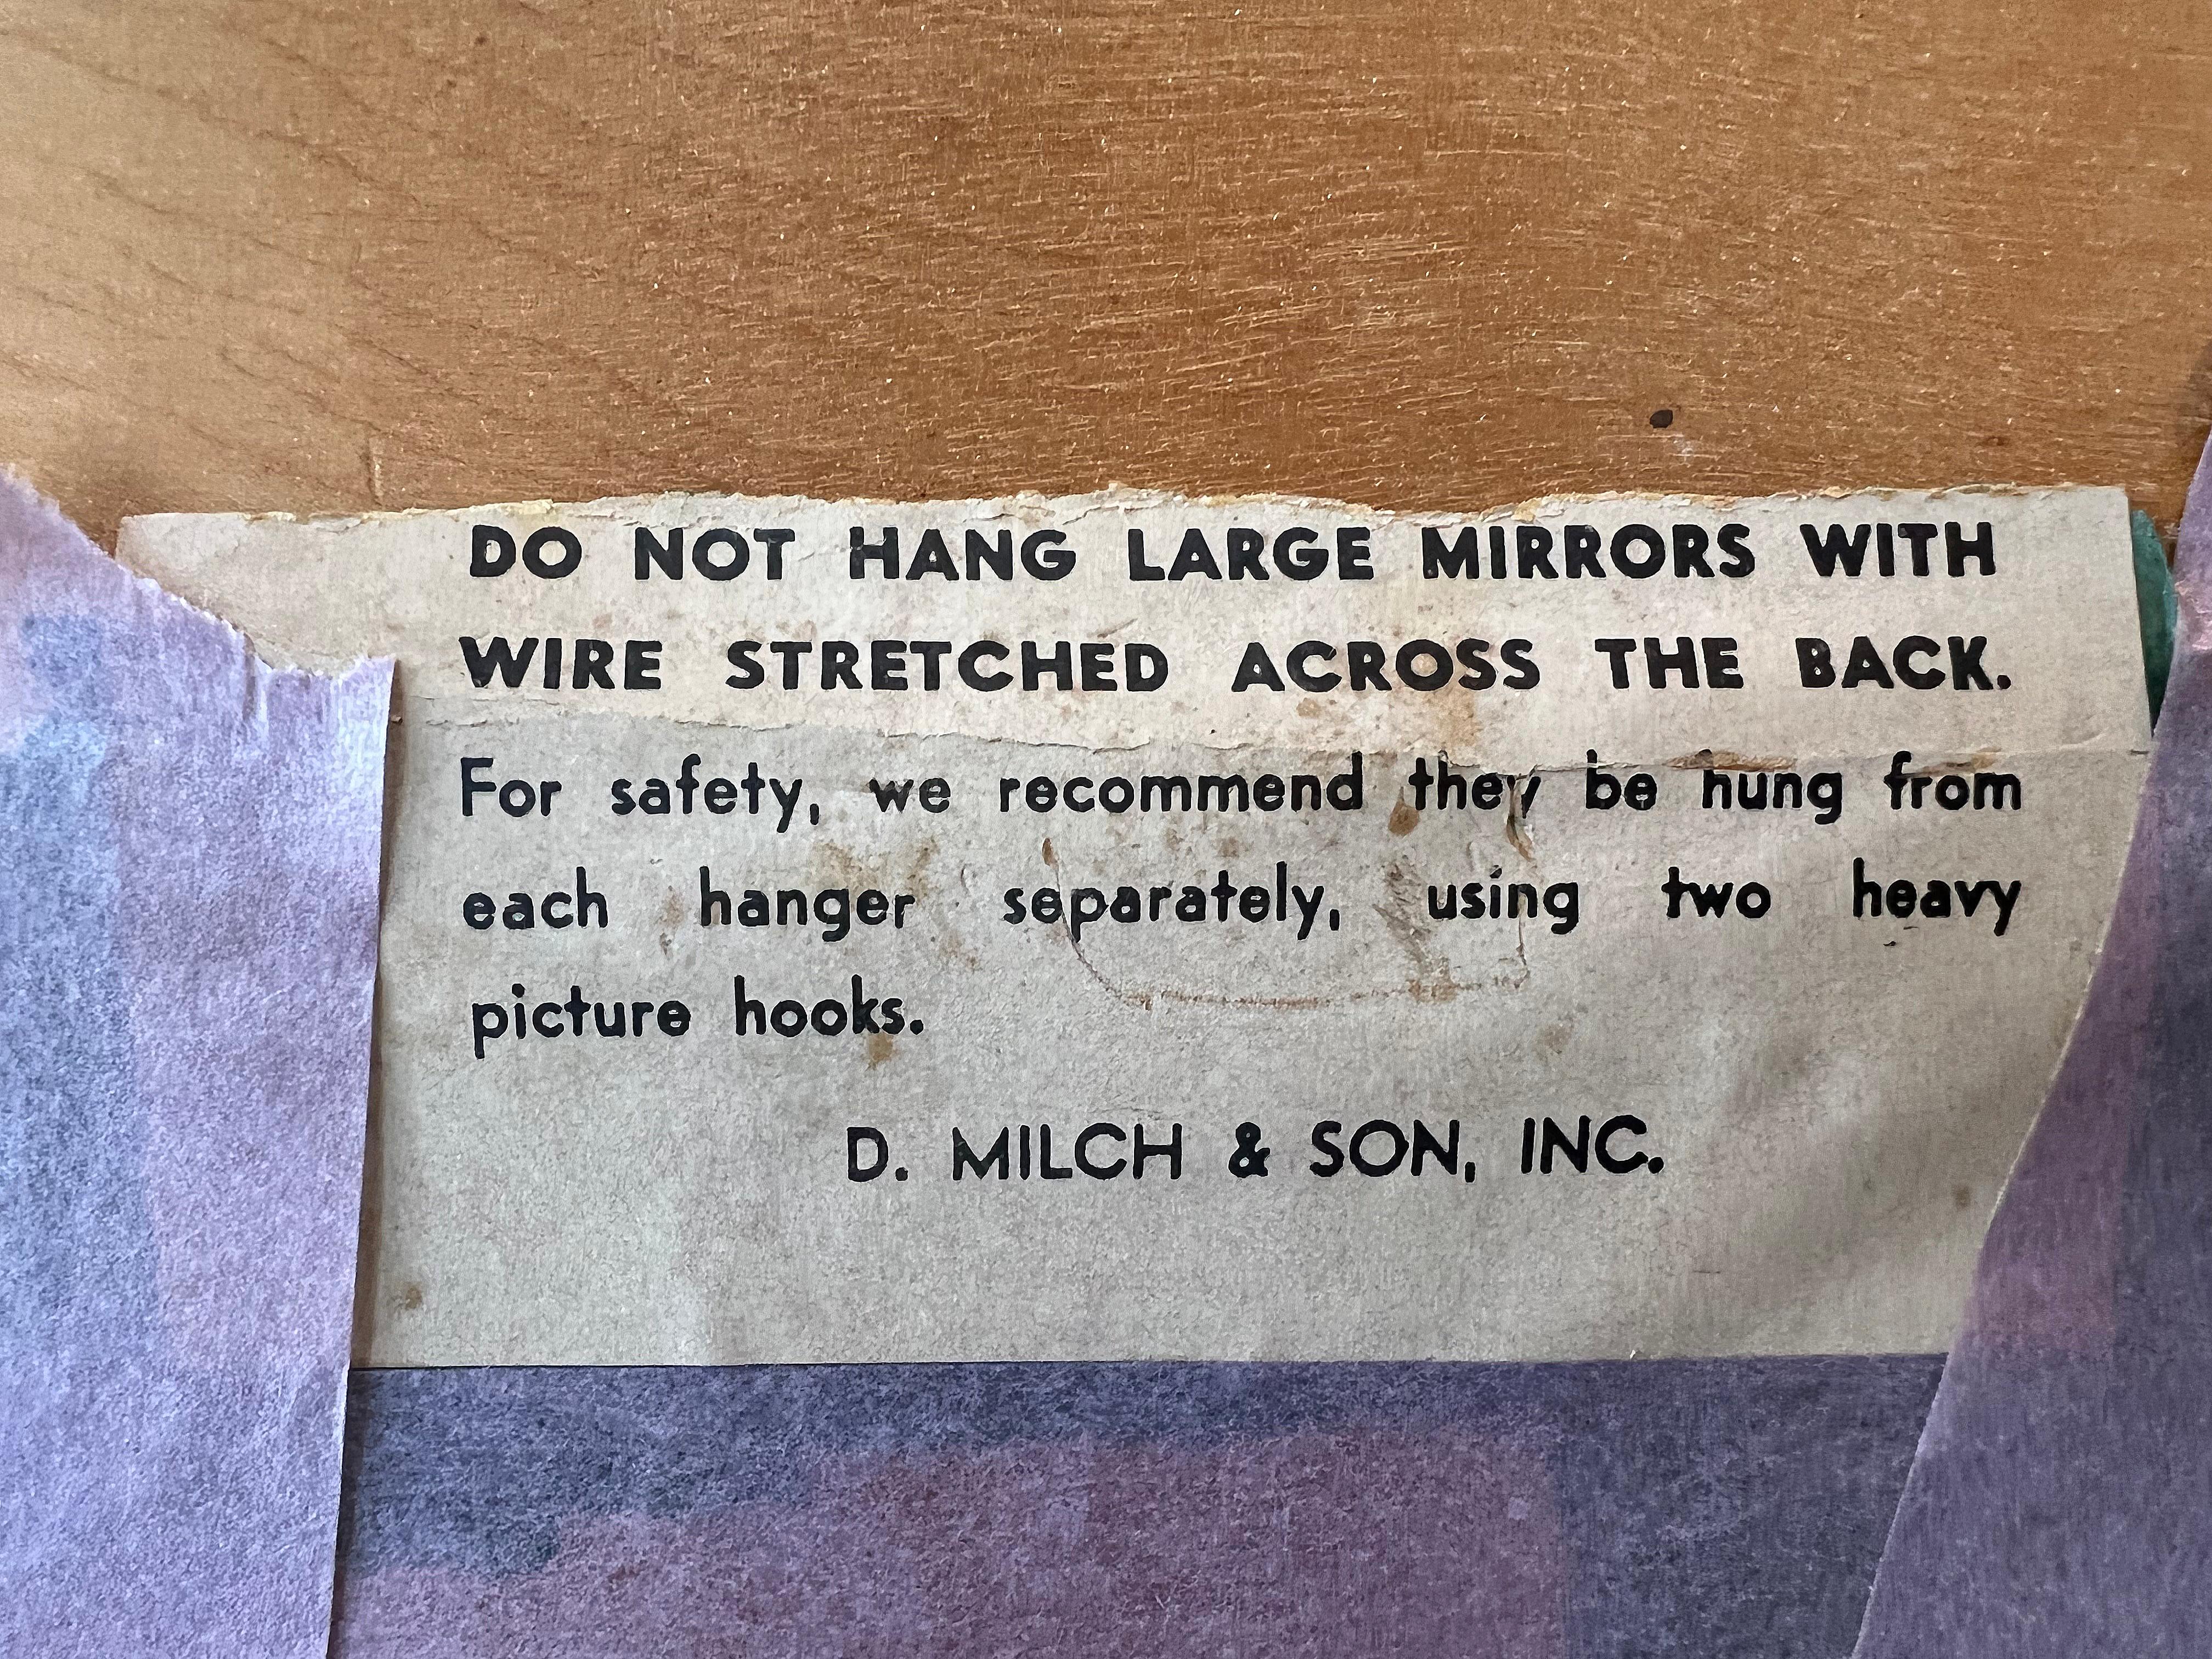 DO NOT HANG LARGE MIRRORS WITH
WIRE STRETCHED ACROSS THE BACK.
For safety, we recommend they be hung from
each hanger separately, using two heavy
picture hooks.
D. MILCH & SON, INC.